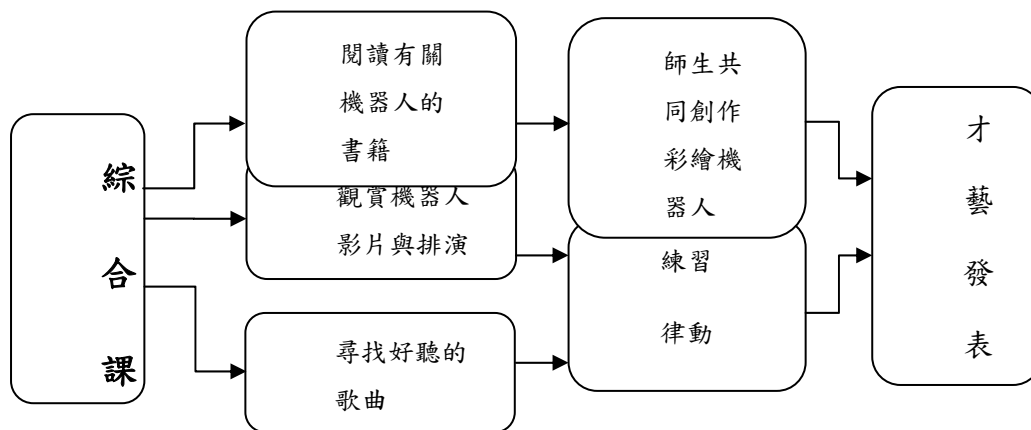 綜合課
閱讀有關
機器人的
書籍
觀賞機器人
影片與排演
尋找好聽的
歌曲
師生共
同創作
彩繪機
器人
練習
律動
才藝發表